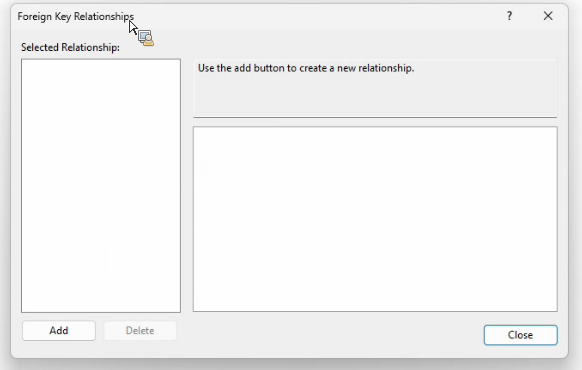 Foreign Key Relationships
?
Selected Relationship:
Use the add button to create a new relationship.
Add
Delete
Close